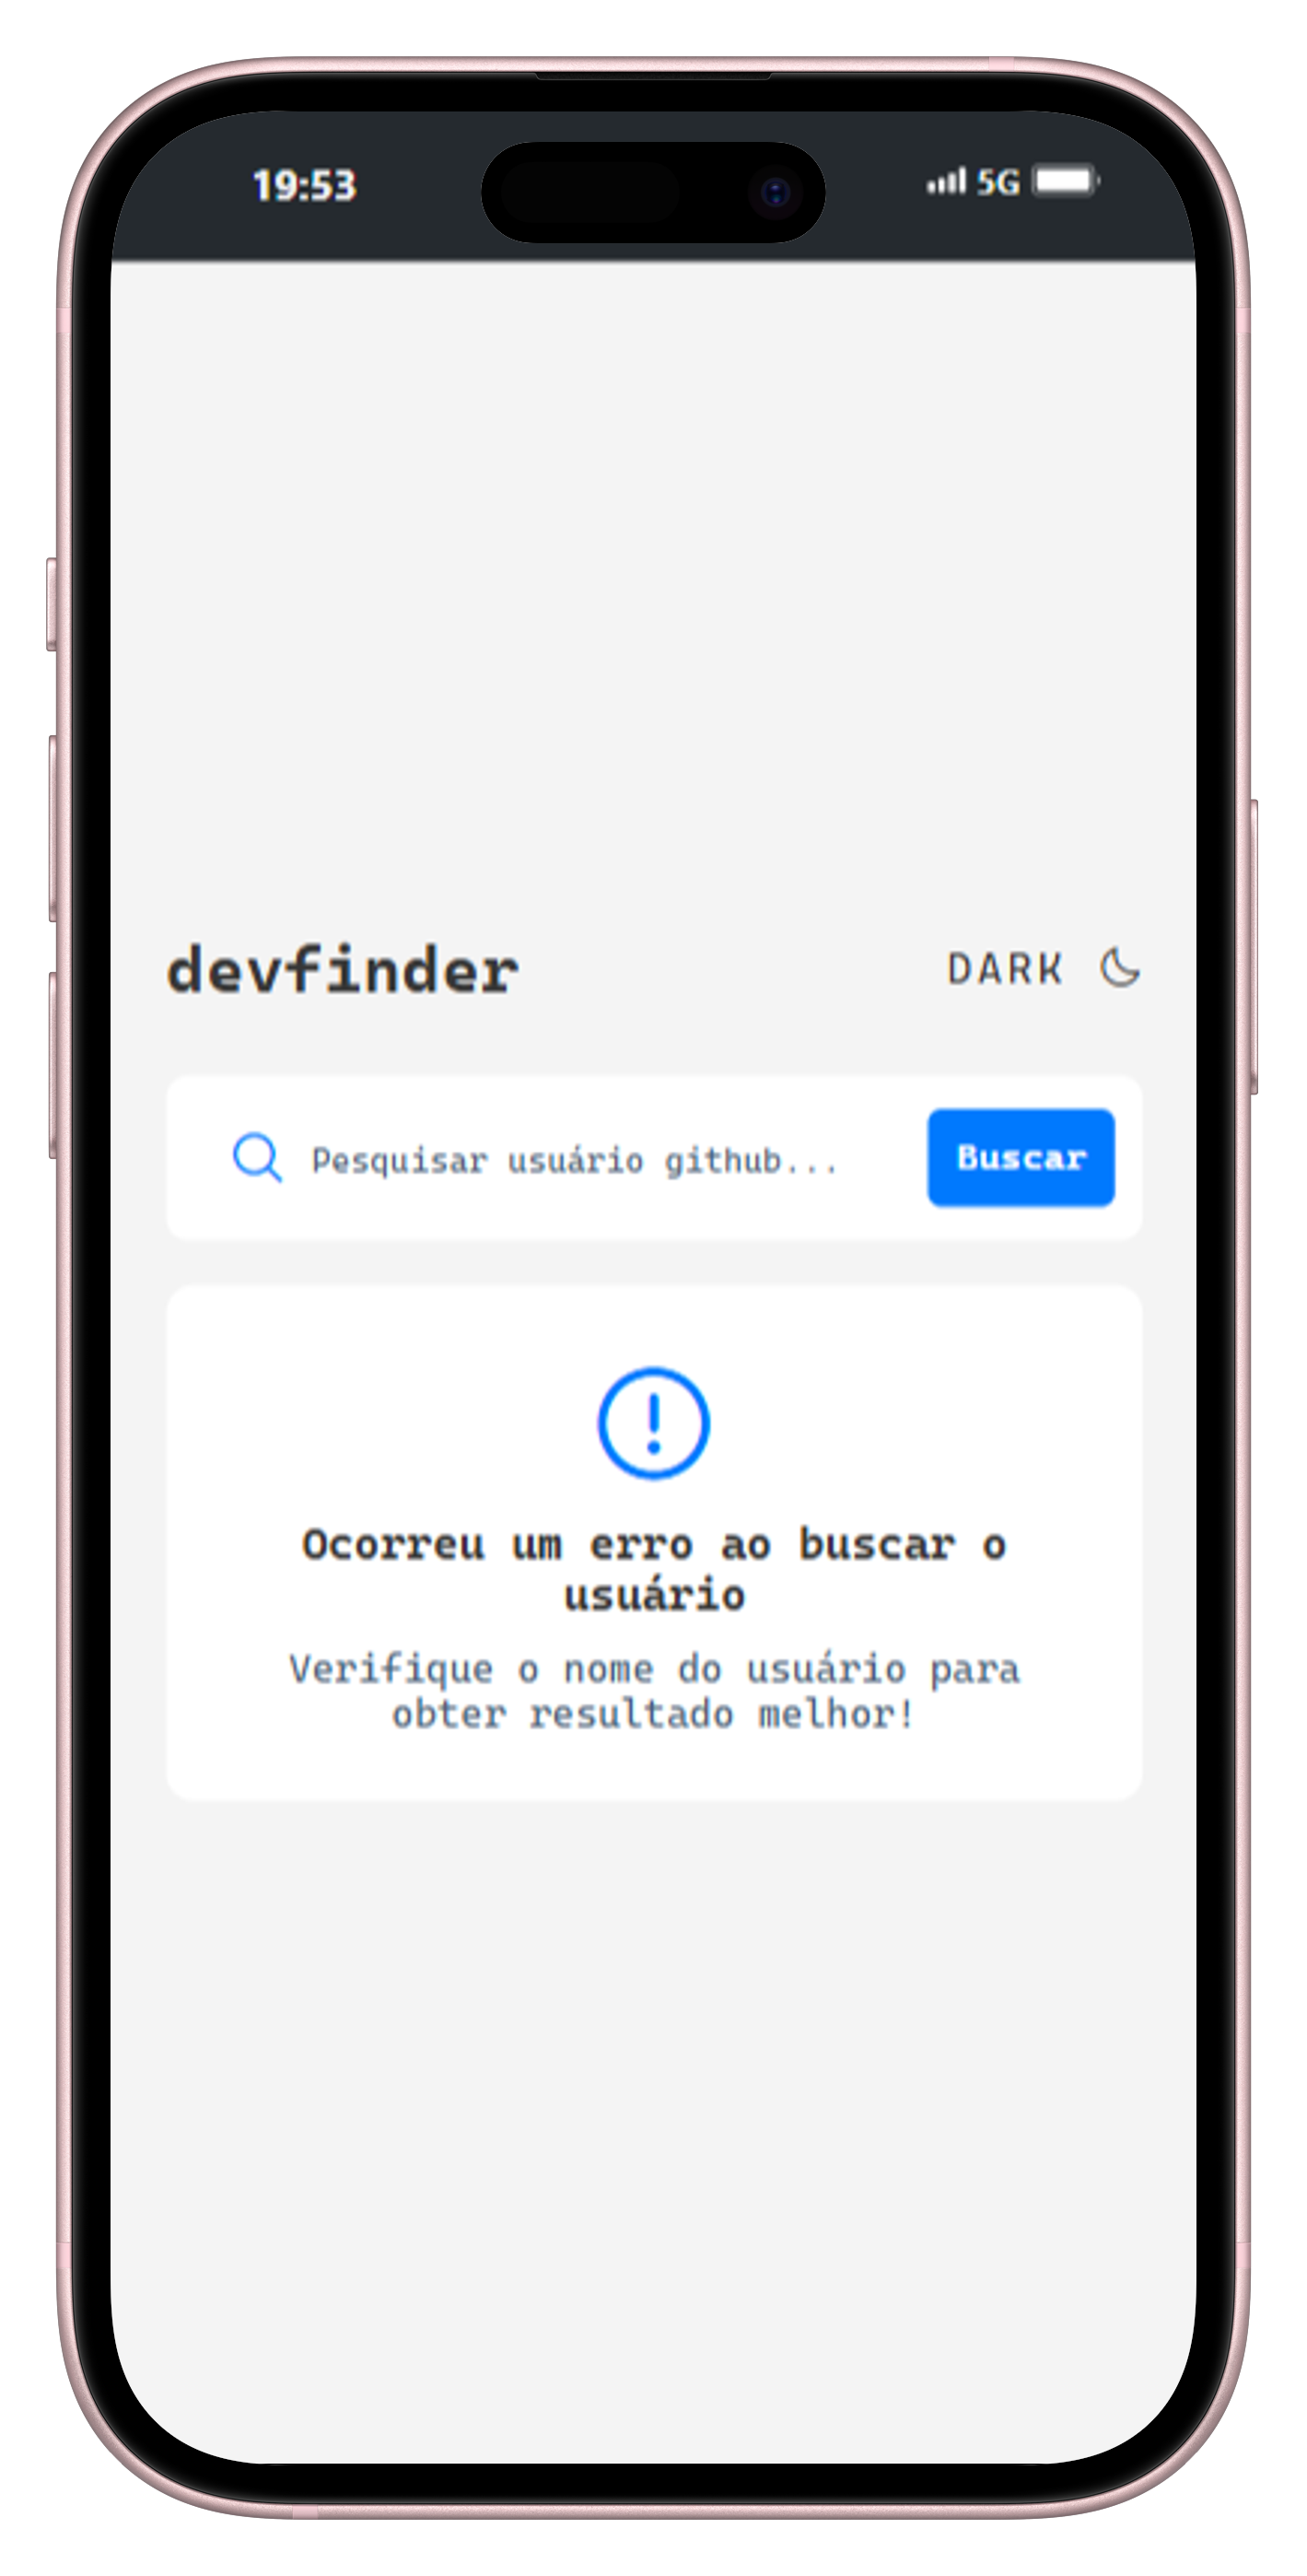 19:53
5G
devfinder
DARK
Pesquisar usuário github...
Buscar
Ocorreu um erro ao buscar o
usuário
Verifique o nome do usuário para
obter resultado melhor!